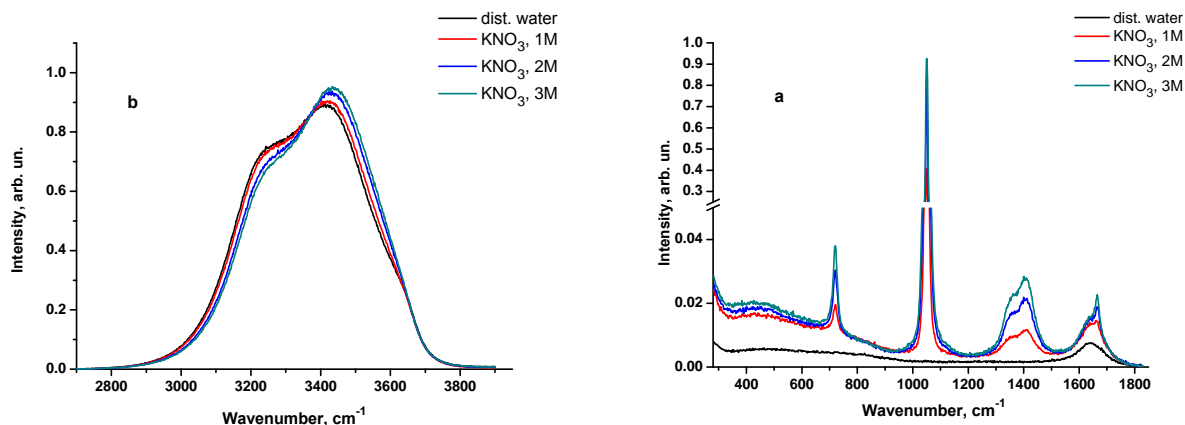 dist. water
KNO₃, 1M
KNO₃, 2M
KNO₃, 3M
b
1.0
0.8
0.6
0.4
0.2
0.0
Intensity, arb. un.
2800 3000 3200 3400 3600 3800
Wavenumber, cm⁻¹
dist. water
KNO₃, 1M
KNO₃, 2M
KNO₃, 3M
a
1.0
0.9
0.8
0.7
0.6
0.5
0.4
0.3
0.04
0.02
0.00
Intensity, arb. un.
400 600 800 1000 1200 1400 1600 1800
Wavenumber, cm⁻¹